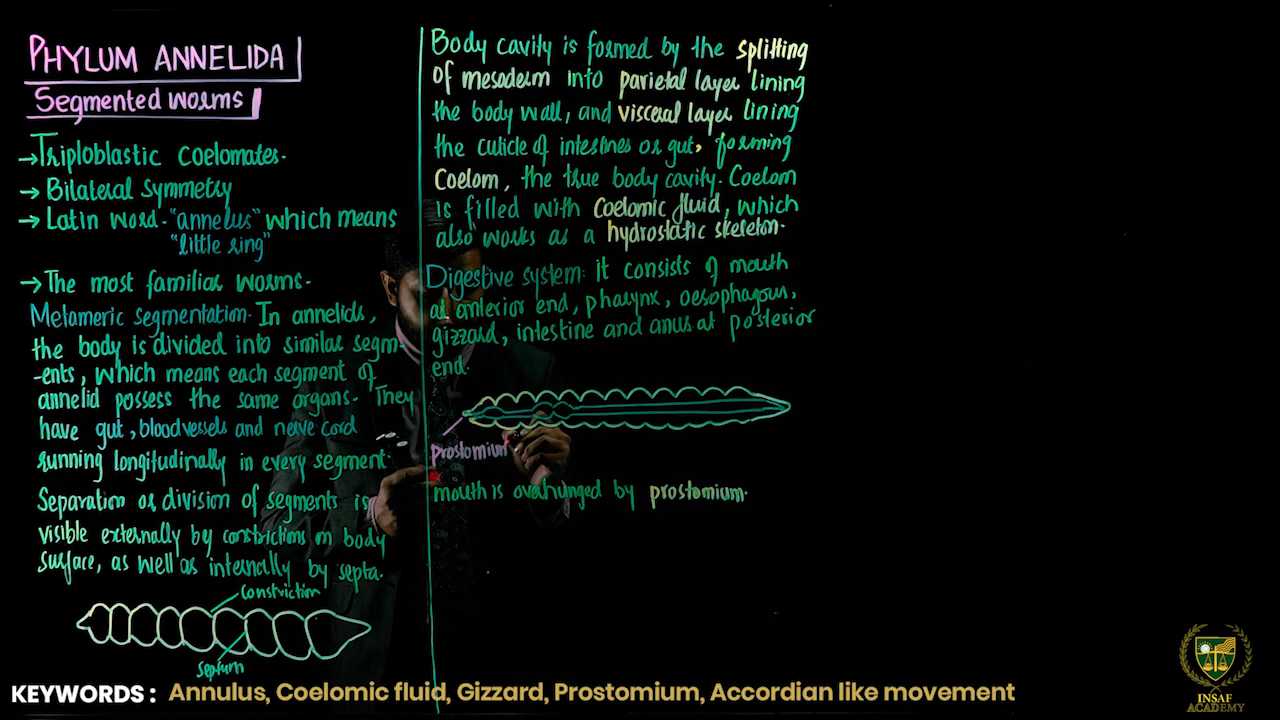 PHYLUM ANNELIDA
Segmented worms
→Triploblastic coelomates.
→ Bilateral symmetry
→ Latin word - "annelus" which means
"little ring"
→ The most familiar worms.
Metameric segmentation. In annelids,
the body is divided into similar segm-
-ents, which means each segment of
annelid possess the same organs. They
have gut, bloodvessels and nerve cord
running longitudinally in every segment.
Separation or division of segments is
visible externally by constrictions on body
surface, as well as internally by septa.
constriction
septum
Body cavity is formed by the splitting
of mesoderm into parietal layer lining
the body wall, and visceral layer lining
the cuticle of intestines or gut, forming
Coelom, the true body cavity. Coelom
is filled with Coelomic fluid, which
also works as a hydrostatic skeleton.
Digestive system: it consists of mouth
at anterior end, pharynx, oesophagous,
gizzard, intestine and anus at posterior
end.
prostomium
mouth is overhunged by prostomium.
KEYWORDS : Annulus, Coelomic fluid, Gizzard, Prostomium, Accordian like movement
INSAF
ACADEMY